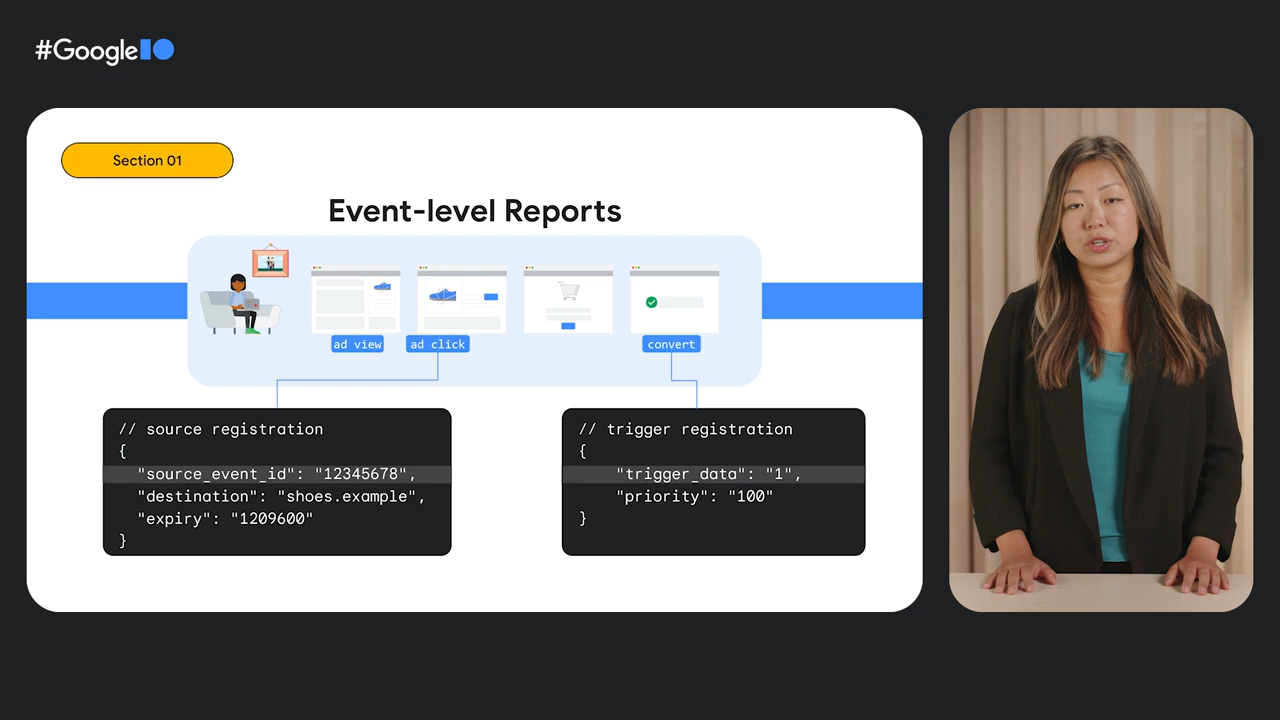 #GoogleIO
Section 01
Event-level Reports
ad view
ad click
convert
// source registration
{
"source_event_id": "12345678",
"destination": "shoes.example",
"expiry": "1209600"
}
// trigger registration
{
"trigger_data": "1",
"priority": "100"
}